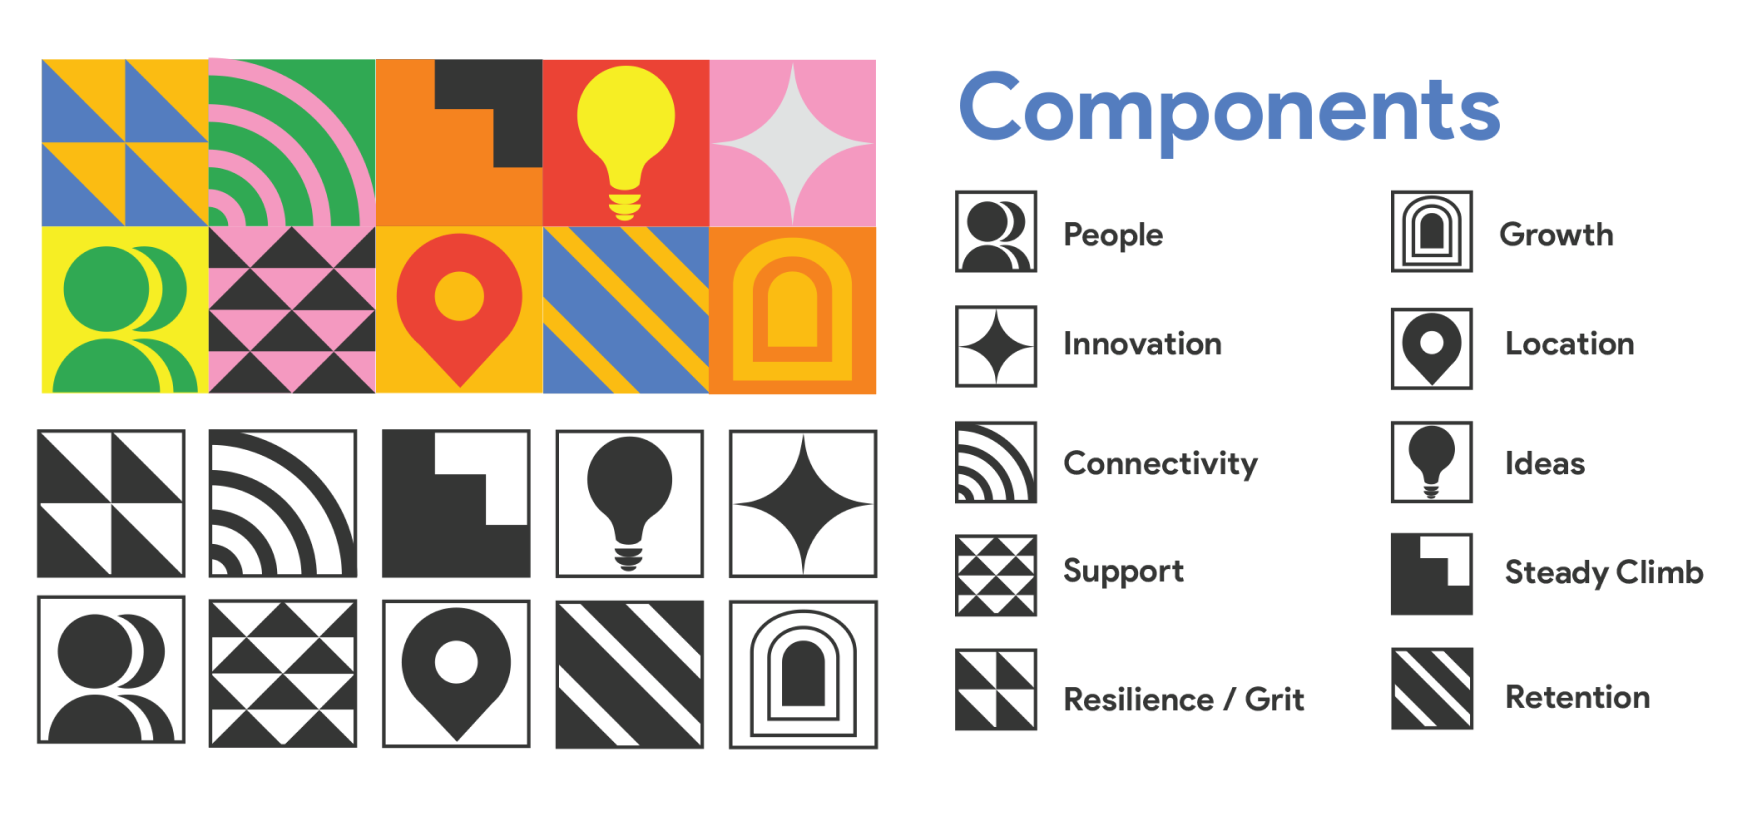 Components
People
Growth
Innovation
Location
Connectivity
Ideas
Support
Steady Climb
Resilience / Grit
Retention